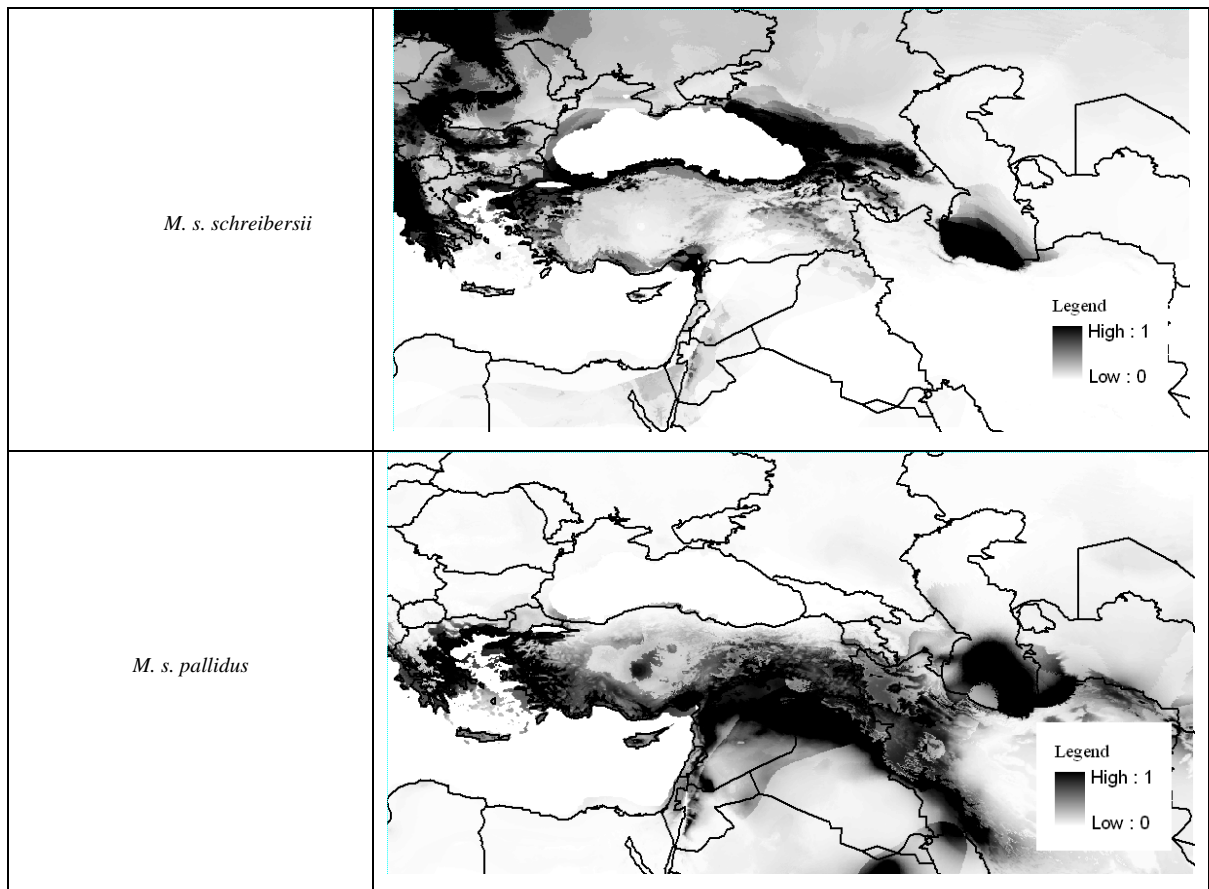 M. s. schreibersii
Legend
High : 1
Low : 0
M. s. pallidus
Legend
High : 1
Low : 0